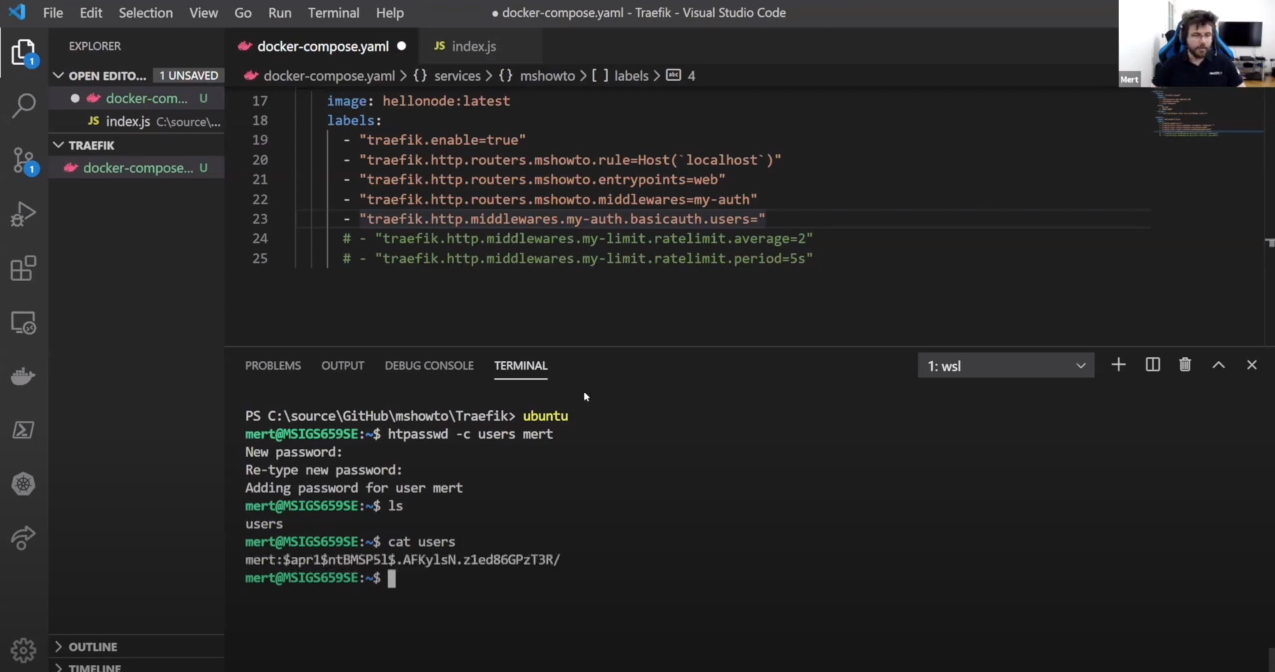 File Edit Selection View Go Run Terminal Help
● docker-compose.yaml - Traefik - Visual Studio Code
Mert
EXPLORER
OPEN EDITO... 1 UNSAVED
docker-com... U
JS index.js C:\source\...
TRAEFIK
docker-compose... U
OUTLINE
TIMELINE
1
1
docker-compose.yaml ●
JS index.js
docker-compose.yaml > {} services > {} mshowto > [ ] labels > abc 4
17 image: hellonode:latest
18 labels:
19 - "traefik.enable=true"
20 - "traefik.http.routers.mshowto.rule=Host(`localhost`)"
21 - "traefik.http.routers.mshowto.entrypoints=web"
22 - "traefik.http.routers.mshowto.middlewares=my-auth"
23 - "traefik.http.middlewares.my-auth.basicauth.users="
24 # - "traefik.http.middlewares.my-limit.ratelimit.average=2"
25 # - "traefik.http.middlewares.my-limit.ratelimit.period=5s"
PROBLEMS OUTPUT DEBUG CONSOLE TERMINAL
1: wsl
PS C:\source\GitHub\mshowto\Traefik> ubuntu
mert@MSIGS659SE:~$ htpasswd -c users mert
New password:
Re-type new password:
Adding password for user mert
mert@MSIGS659SE:~$ ls
users
mert@MSIGS659SE:~$ cat users
mert:$apr1$ntBMSP5l$.AFKylsN.z1ed86GPzT3R/
mert@MSIGS659SE:~$